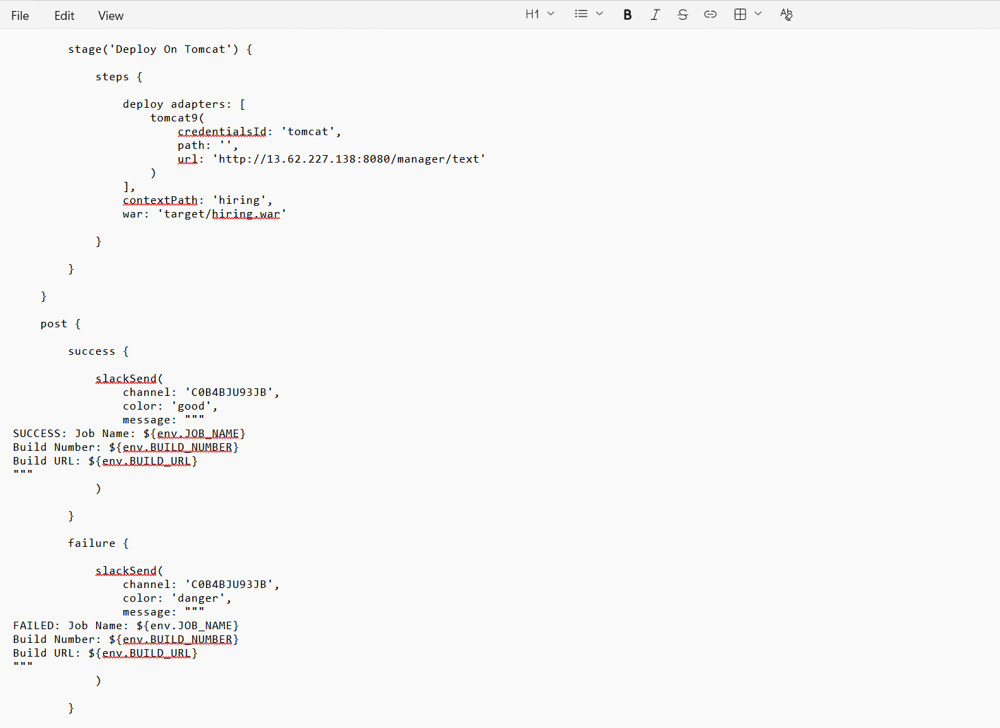 File Edit View H1 B I S Ab
stage('Deploy On Tomcat') {
steps {
deploy adapters: [
tomcat9(
credentialsId: 'tomcat',
path: '',
url: 'http://13.62.227.138:8080/manager/text'
)
],
contextPath: 'hiring',
war: 'target/hiring.war'
}
}
}
post {
success {
slackSend(
channel: 'C0B4BJU93JB',
color: 'good',
message: """
SUCCESS: Job Name: ${env.JOB_NAME}
Build Number: ${env.BUILD_NUMBER}
Build URL: ${env.BUILD_URL}
"""
)
}
failure {
slackSend(
channel: 'C0B4BJU93JB',
color: 'danger',
message: """
FAILED: Job Name: ${env.JOB_NAME}
Build Number: ${env.BUILD_NUMBER}
Build URL: ${env.BUILD_URL}
"""
)
}